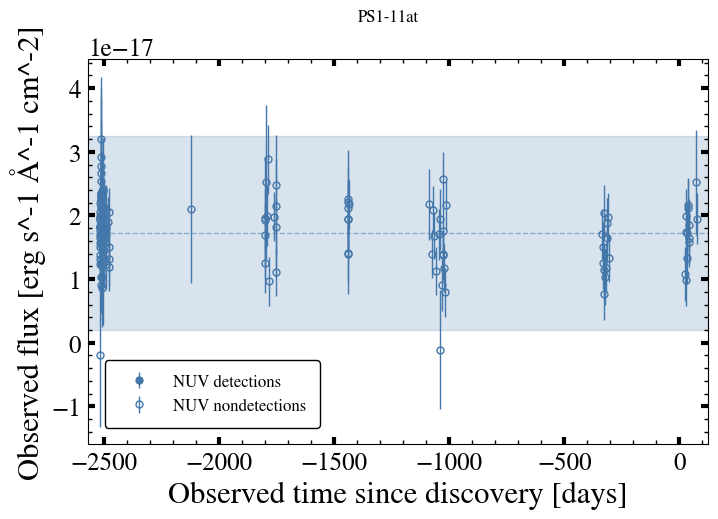 PS1-11at
1e−17
4
3
2
1
0
−1
Observed flux [erg s^-1 Å^-1 cm^-2]
NUV detections
NUV nondetections
−2500 −2000 −1500 −1000 −500 0
Observed time since discovery [days]